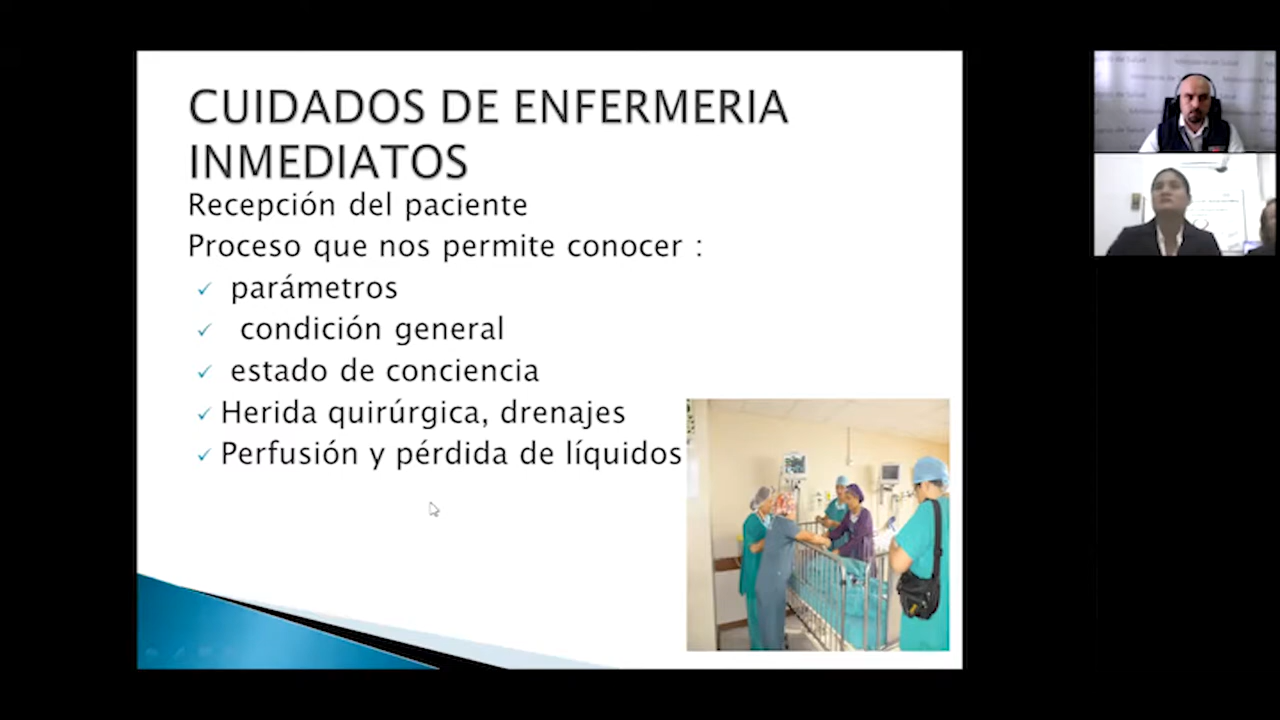 CUIDADOS DE ENFERMERIA
INMEDIATOS
Recepción del paciente
Proceso que nos permite conocer :
✓ parámetros
✓ condición general
✓ estado de conciencia
✓ Herida quirúrgica, drenajes
✓ Perfusión y pérdida de líquidos